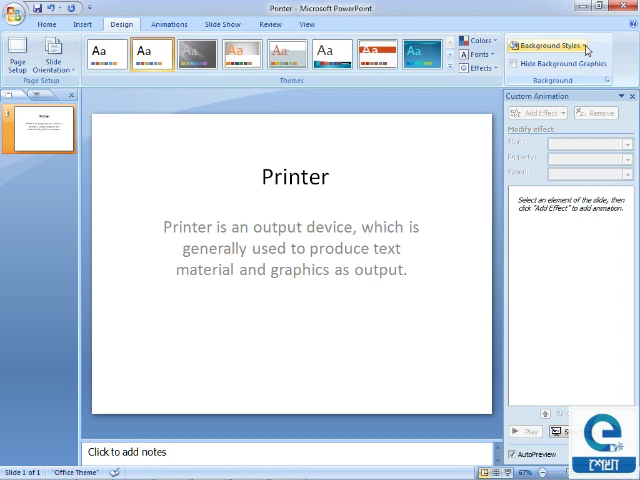 Printer - Microsoft PowerPoint
Home Insert Design Animations Slide Show Review View
Page Setup
Slide Orientation
Aa Aa Aa Aa Aa Aa Aa Aa
Colors
Fonts
Effects
Background Styles
Hide Background Graphics
Page Setup Themes Background
Custom Animation
Add Effect Remove
Modify effect
Start:
Property:
Speed:
Select an element of the slide, then
click "Add Effect" to add animation.
1
Printer
Printer is an output device, which is
generally used to produce text
material and graphics as output.
Click to add notes
Play
AutoPreview
Slide 1 of 1 "Office Theme" 67%